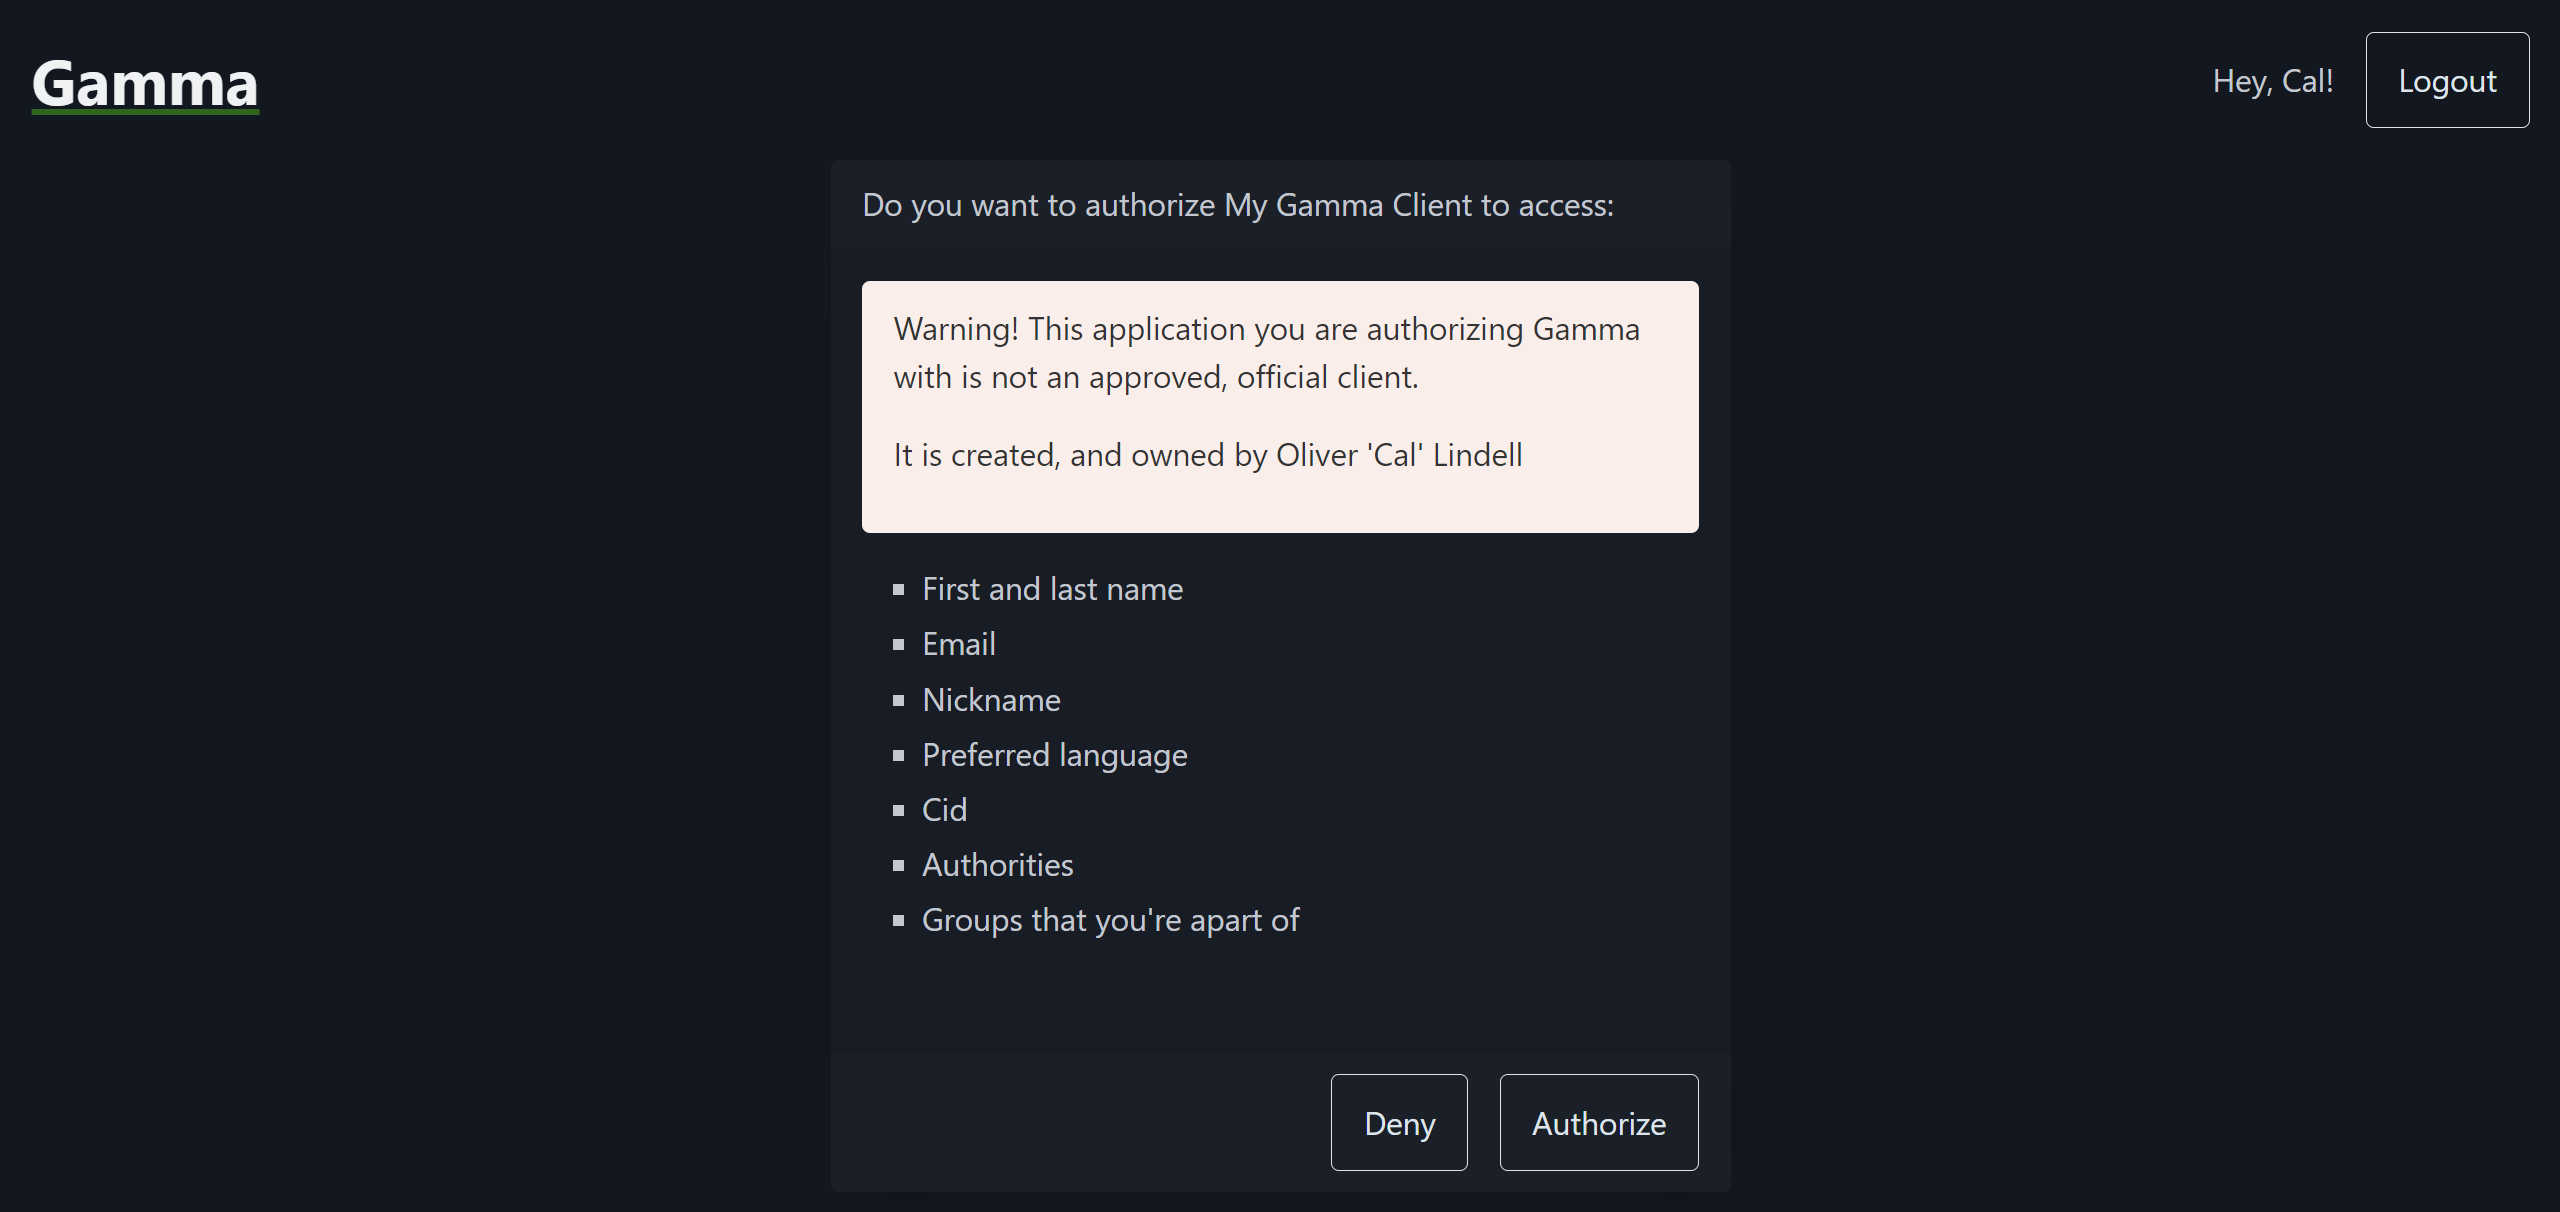 Gamma
Hey, Cal!
Logout
Do you want to authorize My Gamma Client to access:
Warning! This application you are authorizing Gamma
with is not an approved, official client.
It is created, and owned by Oliver 'Cal' Lindell
First and last name
Email
Nickname
Preferred language
Cid
Authorities
Groups that you're apart of
Deny
Authorize